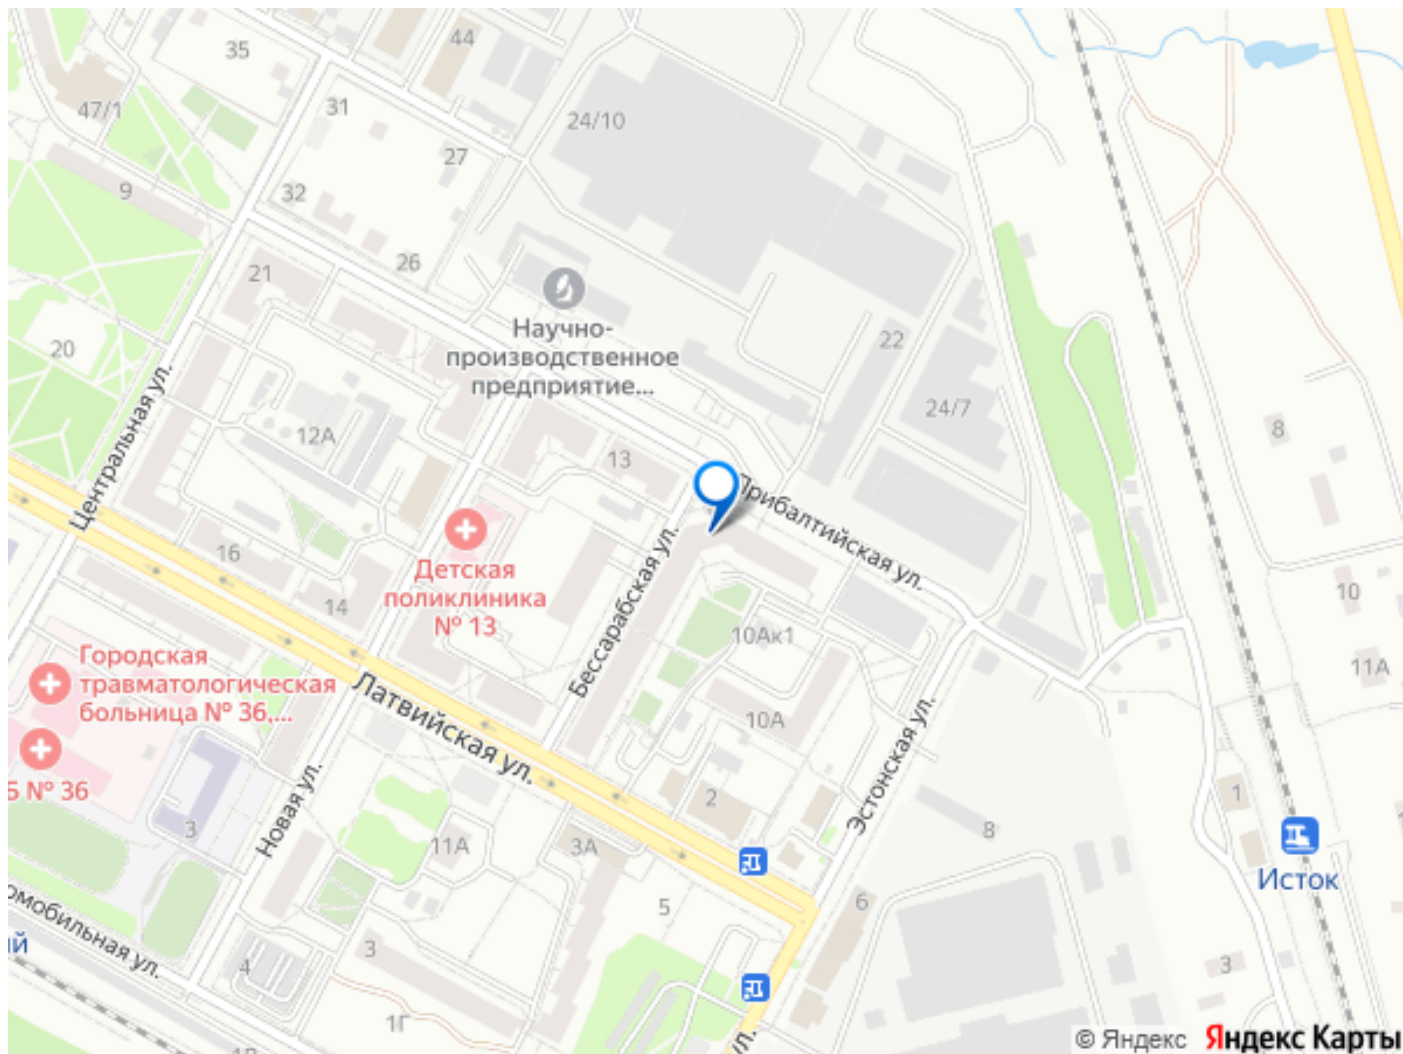 44
35
47/1
31
24/10
27
9
32
26
21
Научно-
производственное
предприятие...
22
20
24/7
Центральная ул.
12А
8
13
Прибалтийская ул.
16
Детская
поликлиника
№ 13
14
Бессарабская ул.
10
10Ак1
Городская
травматологическая
больница № 36,...
11А
Латвийская ул.
10А
Эстонская ул.
Б № 36
Новая ул.
3
2
1
8
11А
3А
Исток
6
5
омобильная ул.
ий
3
4
3
1Г
ул.
© Яндекс
Яндекс Карты